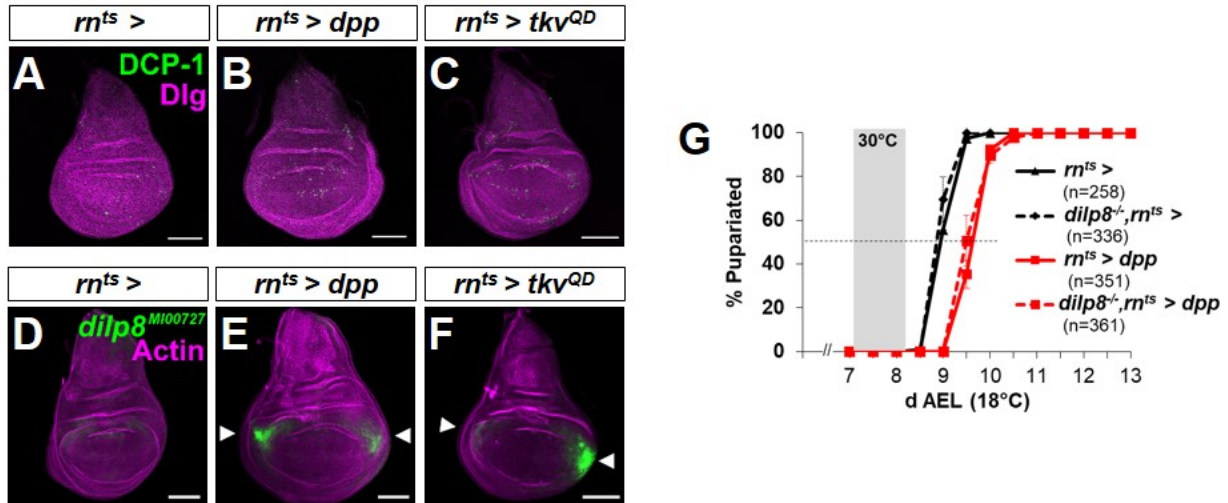 rn^ts >
rn^ts > dpp
rn^ts > tkv^QD
A
DCP-1
Dlg
B
C
rn^ts >
rn^ts > dpp
rn^ts > tkv^QD
D
dilp8^MI00727
Actin
E
F
G
% Pupariated
100
80
60
40
20
0
30°C
rn^ts >
(n=258)
dilp8^-/-,rn^ts >
(n=336)
rn^ts > dpp
(n=351)
dilp8^-/-,rn^ts > dpp
(n=361)
7 8 9 10 11 12 13
d AEL (18°C)